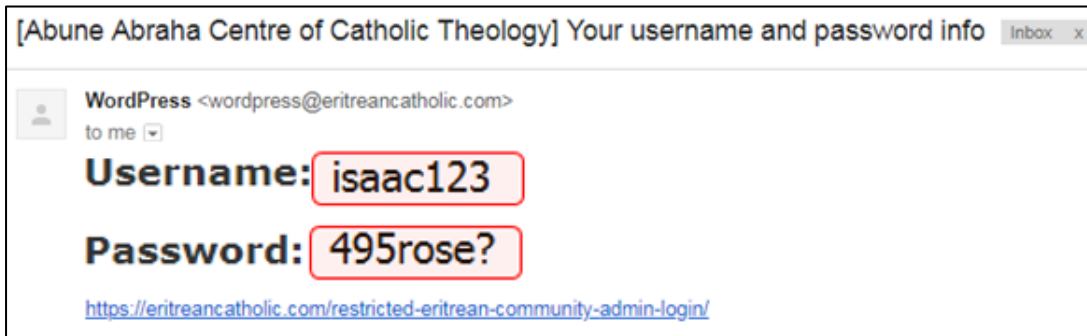 [Abune Abraha Centre of Catholic Theology] Your username and password info Inbox x
WordPress <wordpress@eritreancatholic.com>
to me
Username: isaac123
Password: 495rose?
https://eritreancatholic.com/restricted-eritrean-community-admin-login/